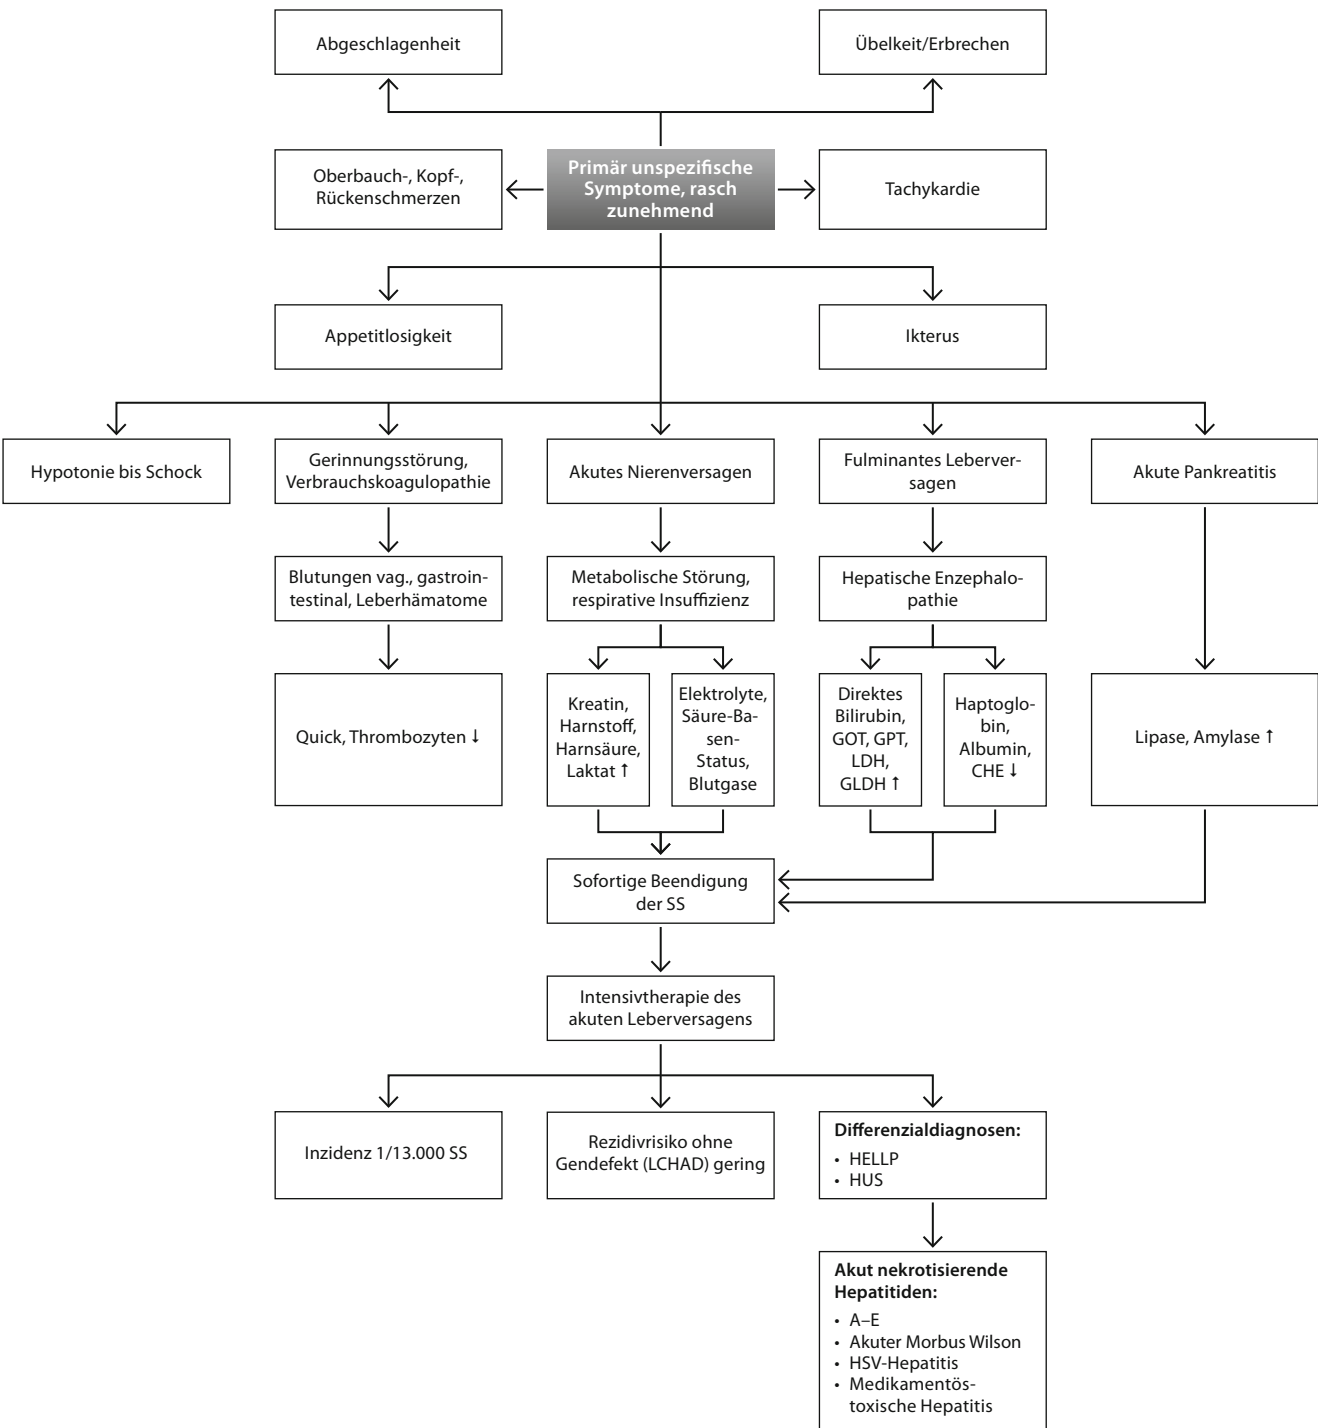 Abgeschlagenheit
Übelkeit/Erbrechen
Oberbauch-, Kopf-,
Rückenschmerzen
Primär unspezifische
Symptome, rasch
zunehmend
Tachykardie
Appetitlosigkeit
Ikterus
Hypotonie bis Schock
Gerinnungsstörung,
Verbrauchskoagulopathie
Akutes Nierenversagen
Fulminantes Leberver-
sagen
Akute Pankreatitis
Blutungen vag., gastroin-
testinal, Leberhämatome
Metabolische Störung,
respirative Insuffizienz
Hepatische Enzephalo-
pathie
Quick, Thrombozyten ↓
Kreatin,
Harnstoff,
Harnsäure,
Laktat ↑
Elektrolyte,
Säure-Ba-
sen-
Status,
Blutgase
Direktes
Bilirubin,
GOT, GPT,
LDH,
GLDH ↑
Haptoglo-
bin,
Albumin,
CHE ↓
Lipase, Amylase ↑
Sofortige Beendigung
der SS
Intensivtherapie des
akuten Leberversagens
Inzidenz 1/13.000 SS
Rezidivrisiko ohne
Gendefekt (LCHAD) gering
Differenzialdiagnosen:
• HELLP
• HUS
Akut nekrotisierende
Hepatitiden:
• A–E
• Akuter Morbus Wilson
• HSV-Hepatitis
• Medikamentös-
toxische Hepatitis